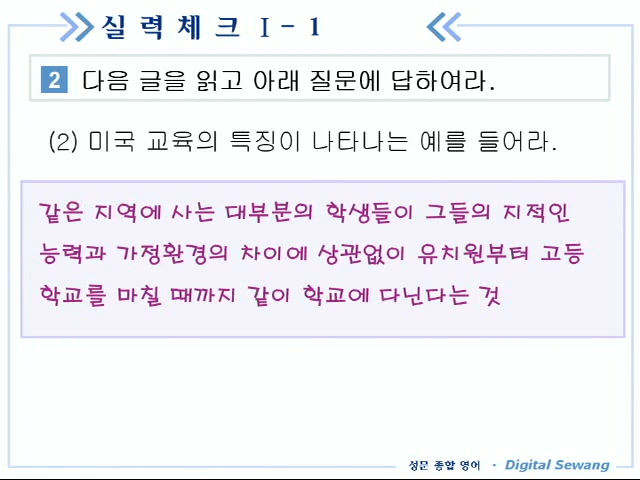 실력체크 I - 1
2 다음 글을 읽고 아래 질문에 답하여라.
(2) 미국 교육의 특징이 나타나는 예를 들어라.
같은 지역에 사는 대부분의 학생들이 그들의 지적인
능력과 가정환경의 차이에 상관없이 유치원부터 고등
학교를 마칠 때까지 같이 학교에 다닌다는 것
성문 종합 영어 · Digital Sewang